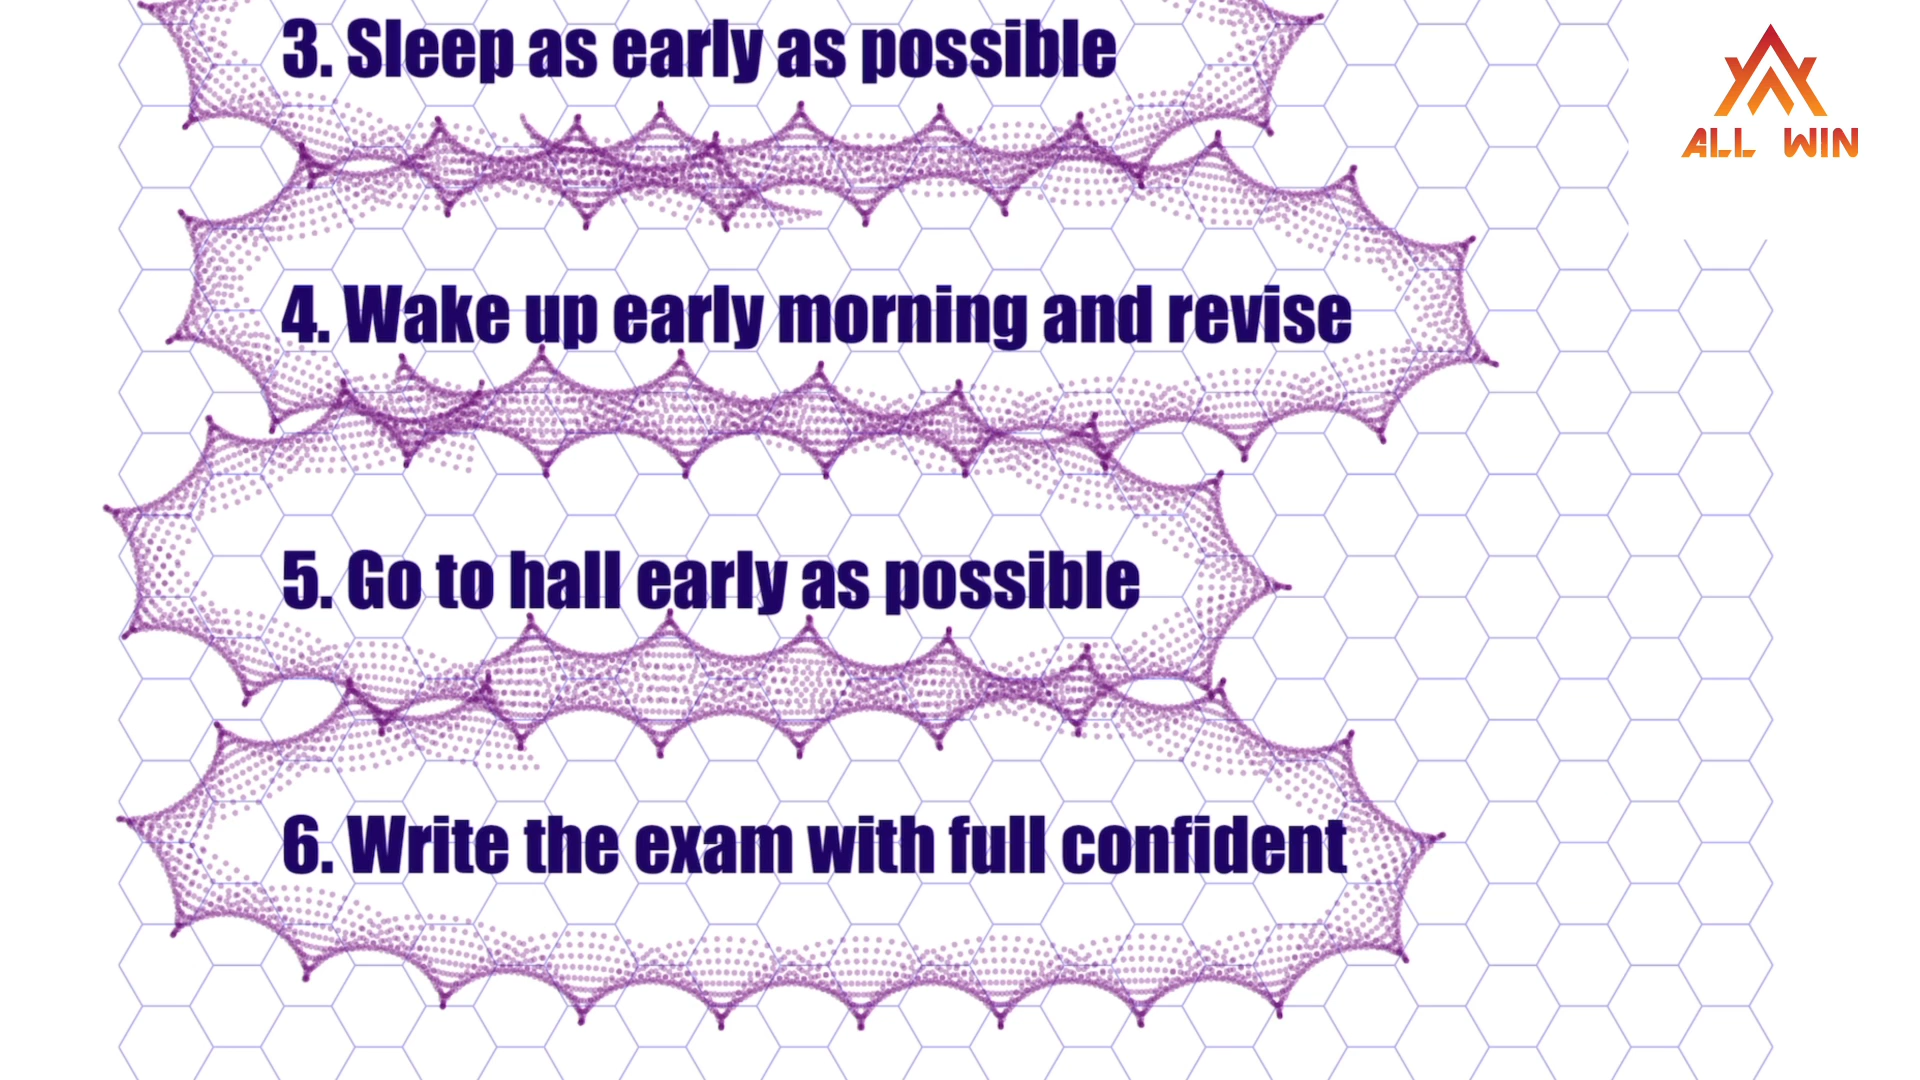 3. Sleep as early as possible
ALL WIN
4. Wake up early morning and revise
5. Go to hall early as possible
6. Write the exam with full confident